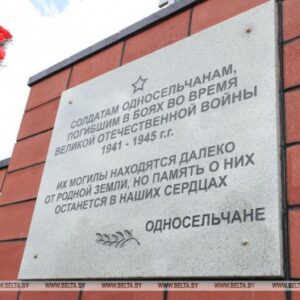 СОЛДАТАМ ОДНОСЕЛЬЧАНАМ,
ПОГИБШИМ В БОЯХ ВО ВРЕМЯ
ВЕЛИКОЙ ОТЕЧЕСТВЕННОЙ ВОЙНЫ
1941 - 1945 г.г.
ИХ МОГИЛЫ НАХОДЯТСЯ ДАЛЕКО
ОТ РОДНОЙ ЗЕМЛИ, НО ПАМЯТЬ О НИХ
ОСТАНЕТСЯ В НАШИХ СЕРДЦАХ
ОДНОСЕЛЬЧАНЕ
WWW.BELTA.BY WWW.BELTA.BY WWW.BELTA.BY WWW.BELTA.BY WWW.BELTA.BY